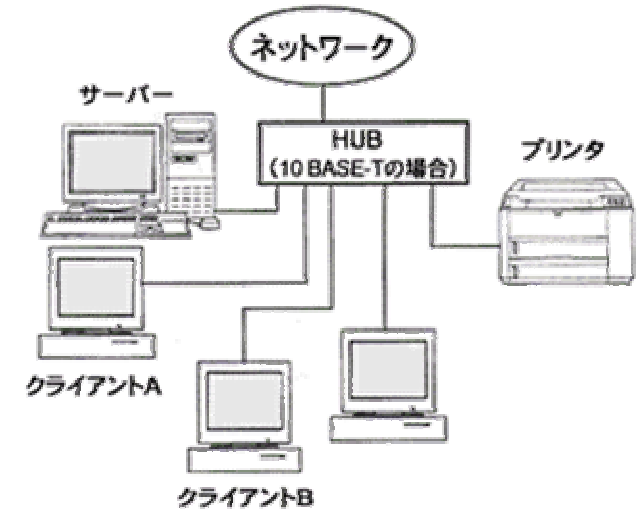 ネットワーク
サーバー
HUB
(10 BASE-Tの場合)
プリンタ
クライアントA
クライアントB